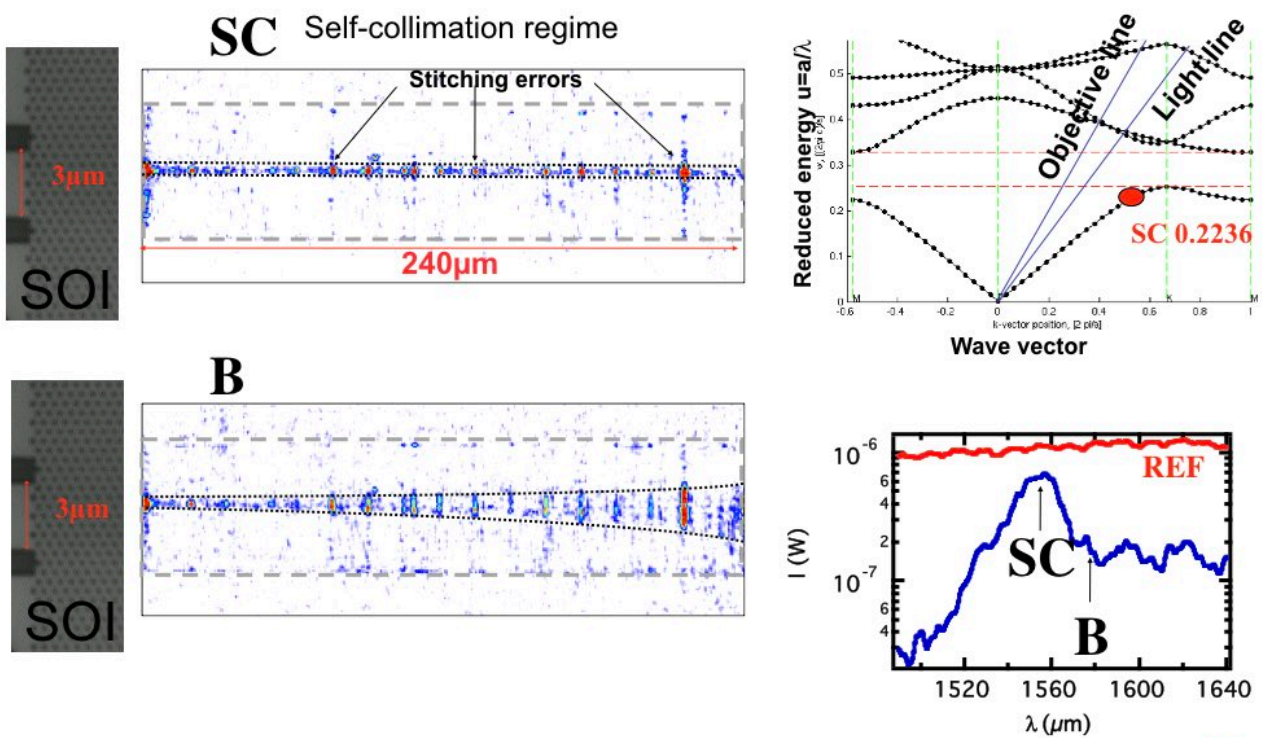 SC Self-collimation regime
Stitching errors
3µm
SOI
240µm
Objective line
Light line
Reduced energy u=a/λ
0.5
0.4
0.3
0.2
0.1
0
SC 0.2236
-0.6 -0.4 -0.2 0 0.2 0.4 0.6 0.8 1
M K M
k-vector position, [2 pi/a]
Wave vector
B
3µm
SOI
10⁻⁶
6
4
2
10⁻⁷
6
4
I (W)
REF
SC
B
1520 1560 1600 1640
λ (µm)